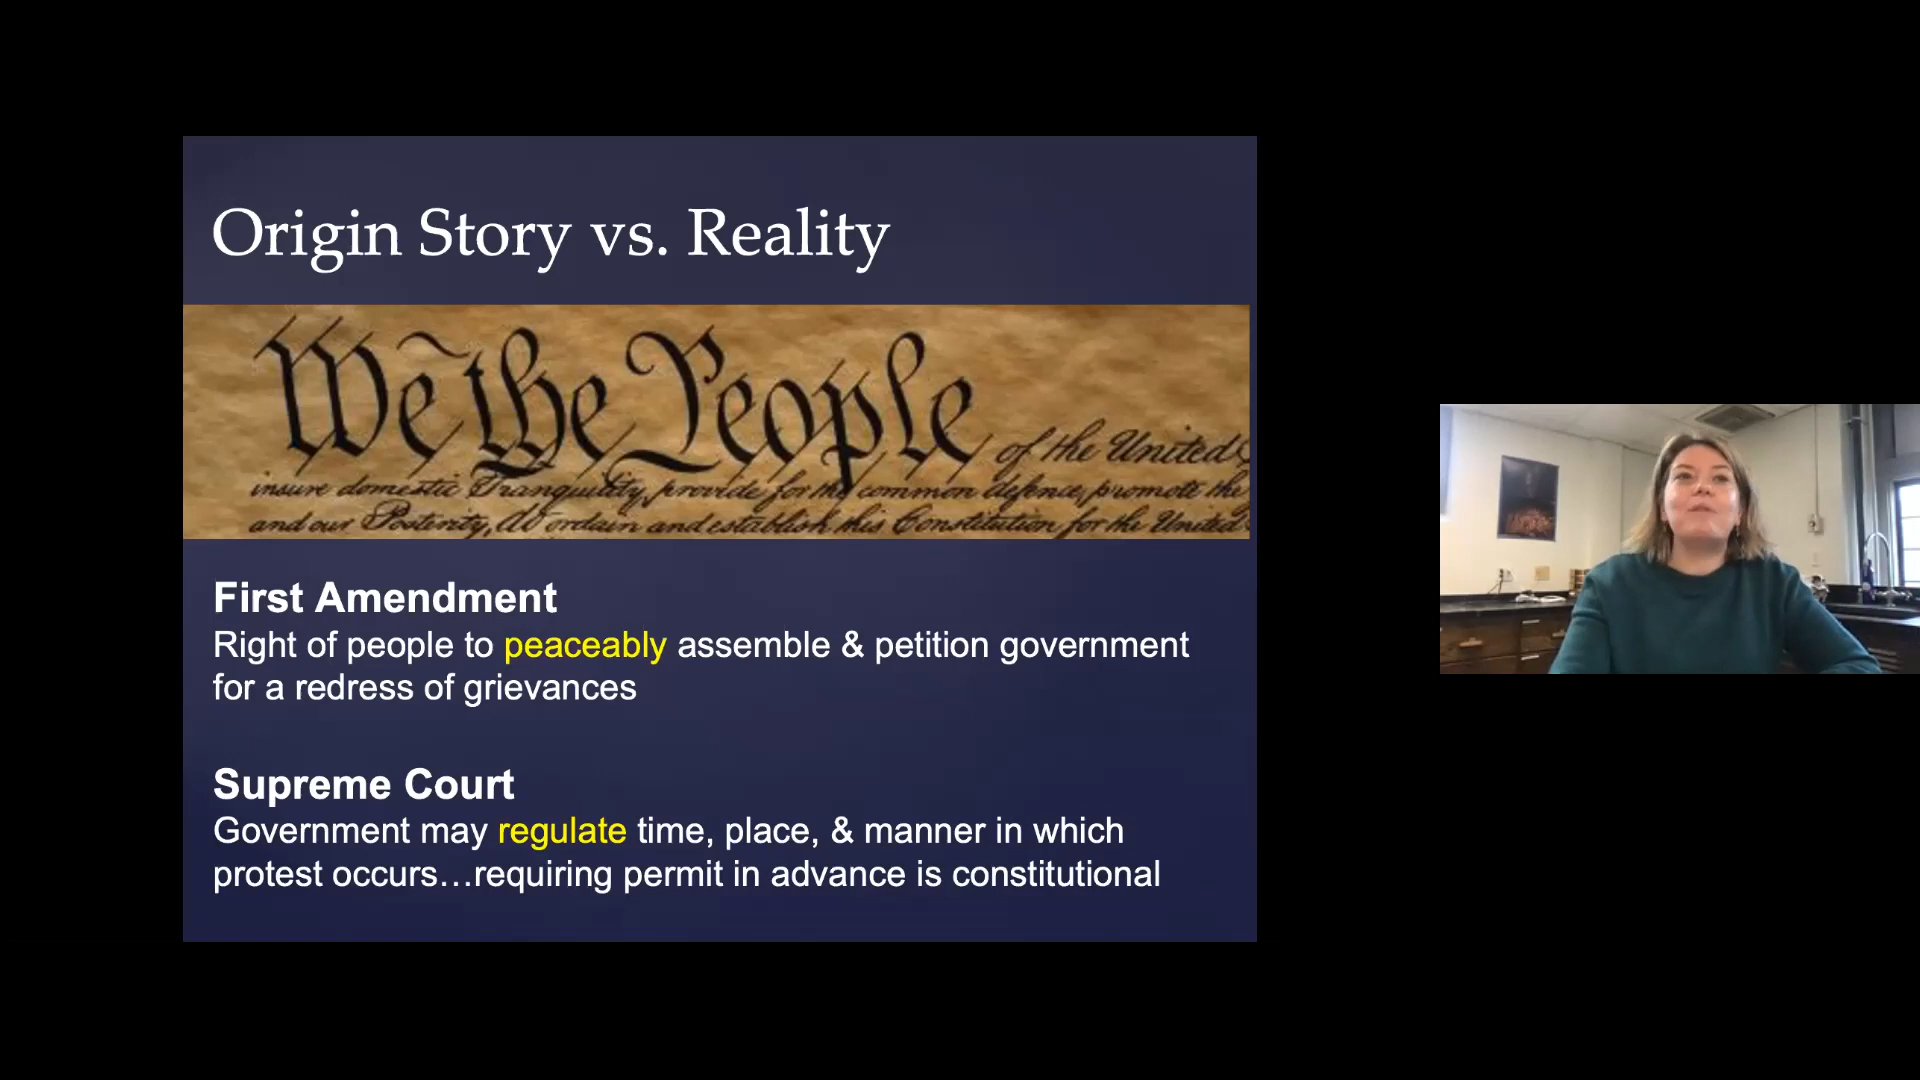 Origin Story vs. Reality
We the People of the United
insure domestic Tranquility, provide for the common defence, promote the
and our Posterity, do ordain and establish this Constitution for the United
First Amendment
Right of people to peaceably assemble & petition government
for a redress of grievances
Supreme Court
Government may regulate time, place, & manner in which
protest occurs…requiring permit in advance is constitutional